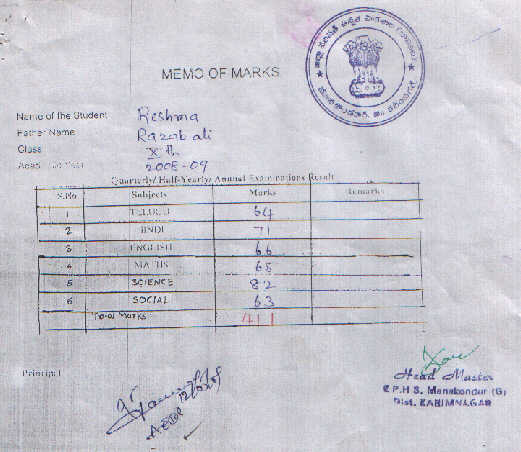 MEMO OF MARKS
Name of the Student Reshma
Father Name Razab ali
Class Xth
2008-09
Quarterly/Half-Yearly/Annual Examinations Result
S.No Subjects Marks Remarks
1 TELUGU 64
2 HINDI 71
3 ENGLISH 66
4 MATHS 65
5 SCIENCE 82
6 SOCIAL 63
Total Marks 411
Principal
Head Master
Z.P.H.S. Manakondur (G)
Dist. KARIMNAGAR